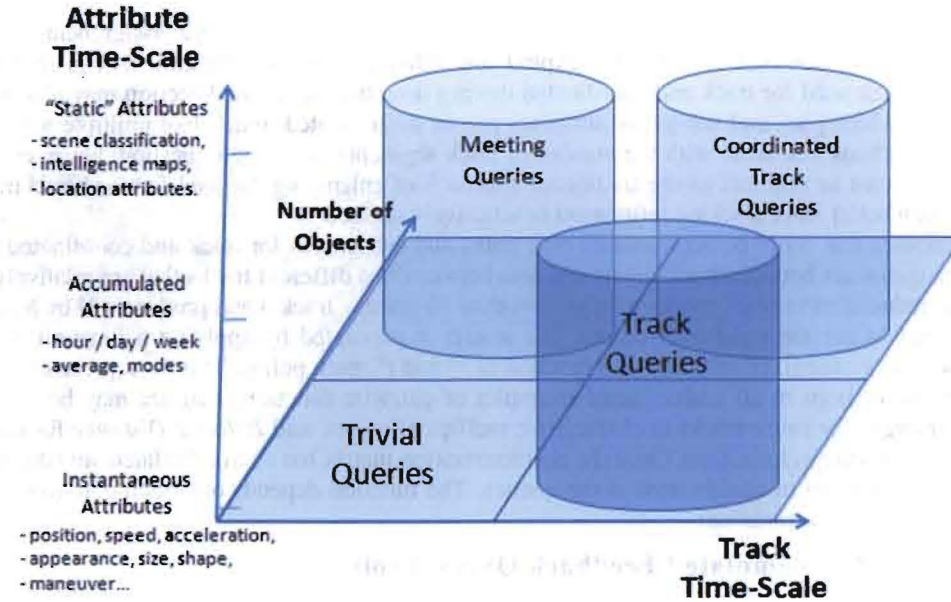 Attribute
Time-Scale
“Static” Attributes
- scene classification,
- intelligence maps,
- location attributes.
Meeting
Queries
Coordinated
Track
Queries
Number of
Objects
Accumulated
Attributes
- hour / day / week
- average, modes
Track
Queries
Trivial
Queries
Instantaneous
Attributes
- position, speed, acceleration,
- appearance, size, shape,
- maneuver...
Track
Time-Scale